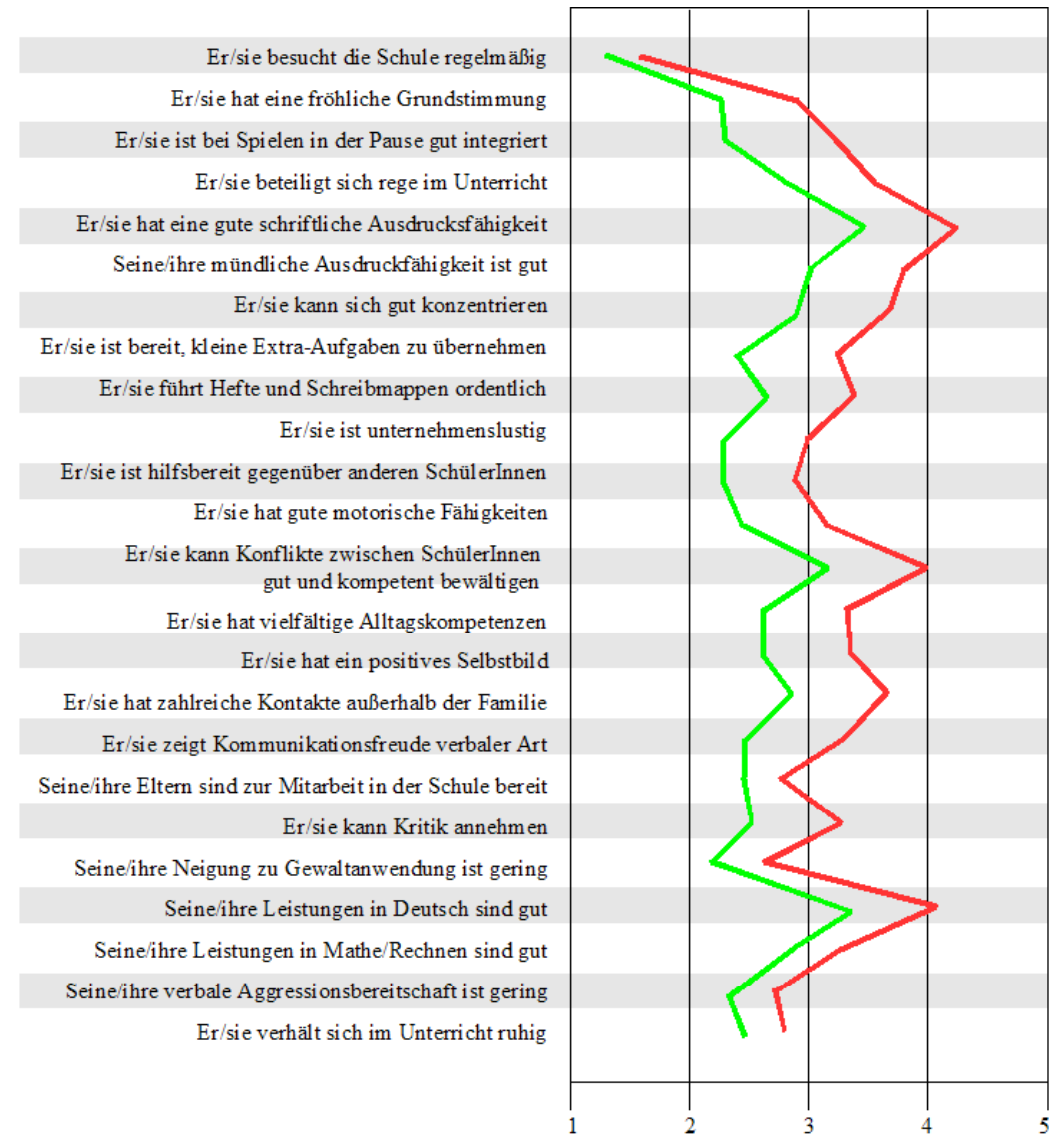 Er/sie besucht die Schule regelmäßig
Er/sie hat eine fröhliche Grundstimmung
Er/sie ist bei Spielen in der Pause gut integriert
Er/sie beteiligt sich rege im Unterricht
Er/sie hat eine gute schriftliche Ausdrucksfähigkeit
Seine/ihre mündliche Ausdruckfähigkeit ist gut
Er/sie kann sich gut konzentrieren
Er/sie ist bereit, kleine Extra-Aufgaben zu übernehmen
Er/sie führt Hefte und Schreibmappen ordentlich
Er/sie ist unternehmenslustig
Er/sie ist hilfsbereit gegenüber anderen SchülerInnen
Er/sie hat gute motorische Fähigkeiten
Er/sie kann Konflikte zwischen SchülerInnen
gut und kompetent bewältigen
Er/sie hat vielfältige Alltagskompetenzen
Er/sie hat ein positives Selbstbild
Er/sie hat zahlreiche Kontakte außerhalb der Familie
Er/sie zeigt Kommunikationsfreude verbaler Art
Seine/ihre Eltern sind zur Mitarbeit in der Schule bereit
Er/sie kann Kritik annehmen
Seine/ihre Neigung zu Gewaltanwendung ist gering
Seine/ihre Leistungen in Deutsch sind gut
Seine/ihre Leistungen in Mathe/Rechnen sind gut
Seine/ihre verbale Aggressionsbereitschaft ist gering
Er/sie verhält sich im Unterricht ruhig
1 2 3 4 5